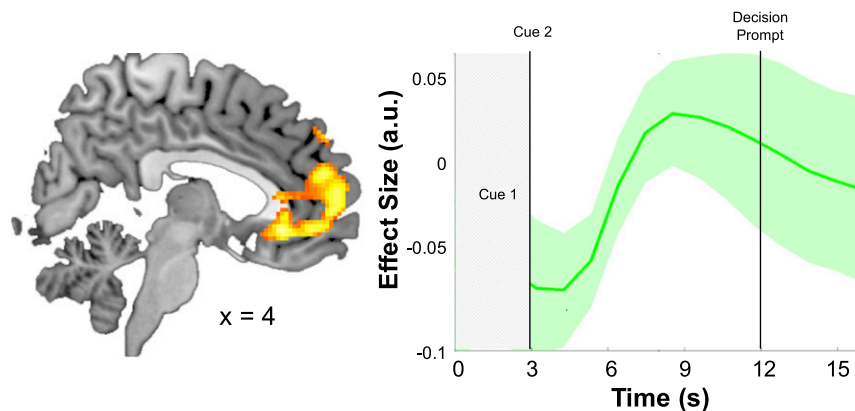 x = 4
Effect Size (a.u.)
0.05
0
-0.05
-0.1
Cue 1
Cue 2
Decision
Prompt
0
3
6
9
12
15
Time (s)